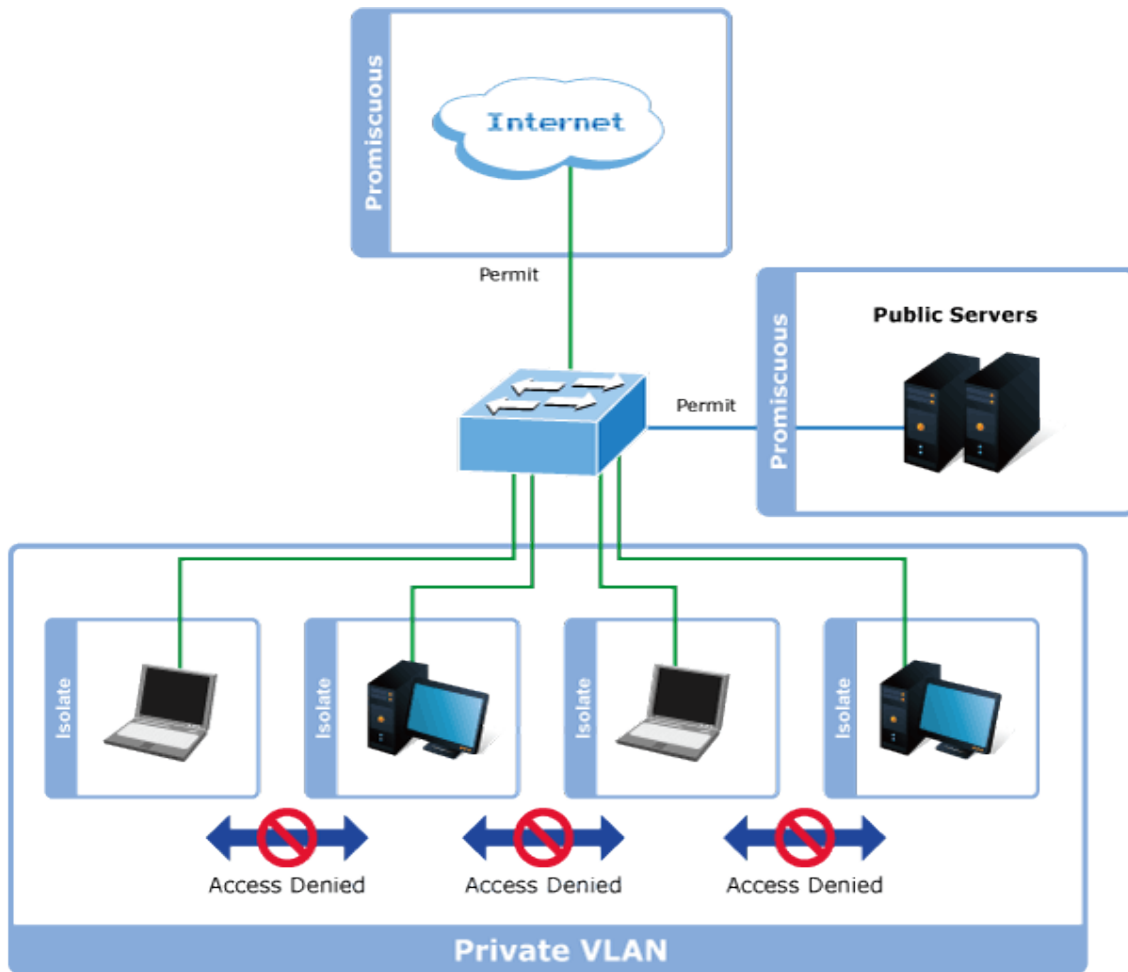 Promiscuous
Internet
Permit
Promiscuous
Public Servers
Permit
Isolate
Isolate
Isolate
Isolate
Access Denied
Access Denied
Access Denied
Private VLAN